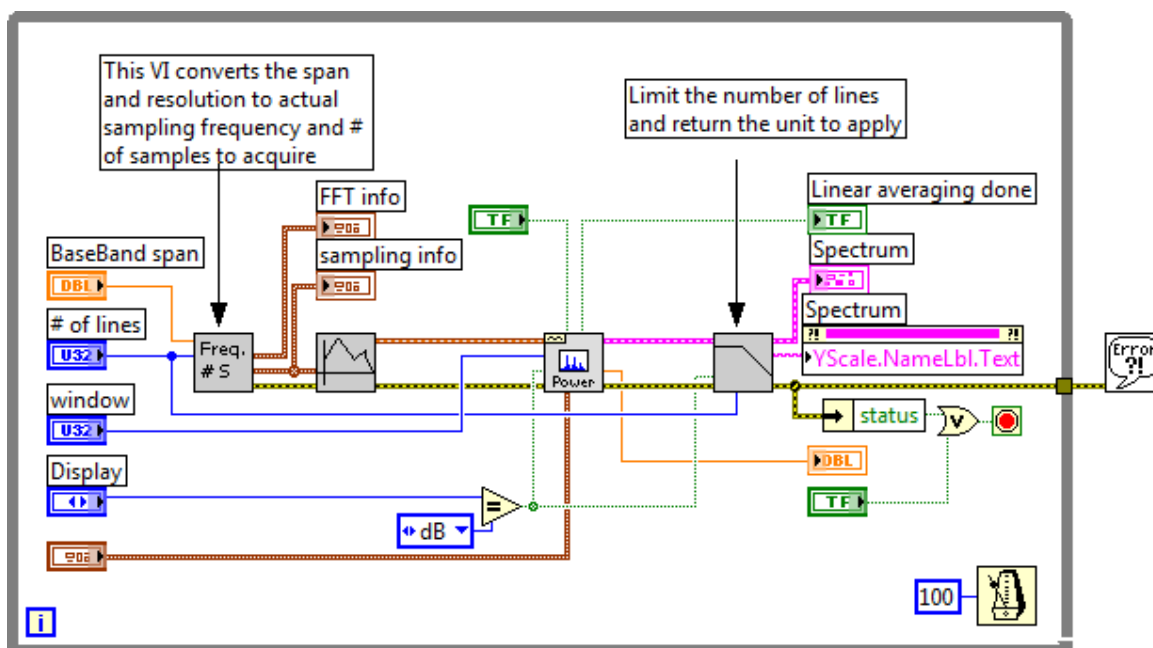 This VI converts the span
and resolution to actual
sampling frequency and #
of samples to acquire
Limit the number of lines
and return the unit to apply
FFT info
TF
Linear averaging done
TF
BaseBand span
DBL
sampling info
Spectrum
# of lines
U32
Freq.
# S
Power
Spectrum
?!
?!
YScale.NameLbl.Text
Error
?!
window
U32
status
V
Display
=
dB
DBL
TF
100
i